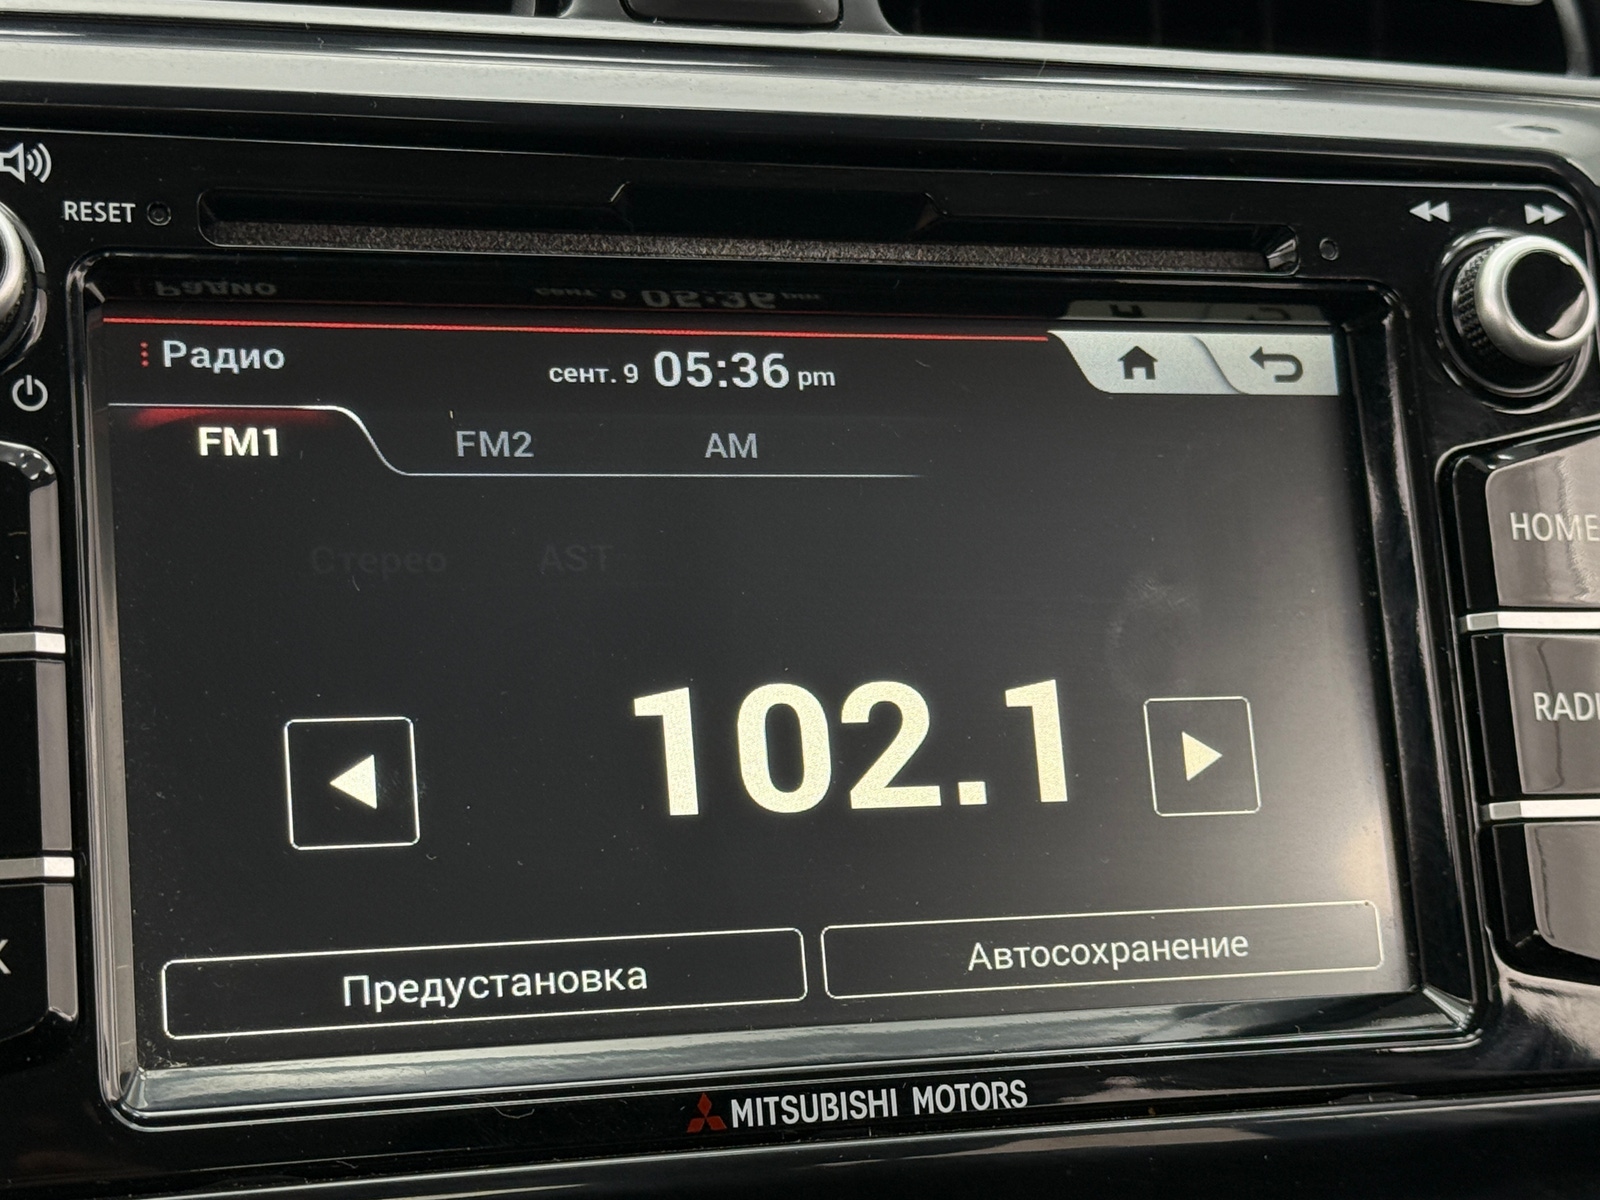 RESET
Радио
сент. 9 05:36 pm
FM1 FM2 AM
Стерео AST
102.1
Предустановка Автосохранение
HOME
MITSUBISHI MOTORS